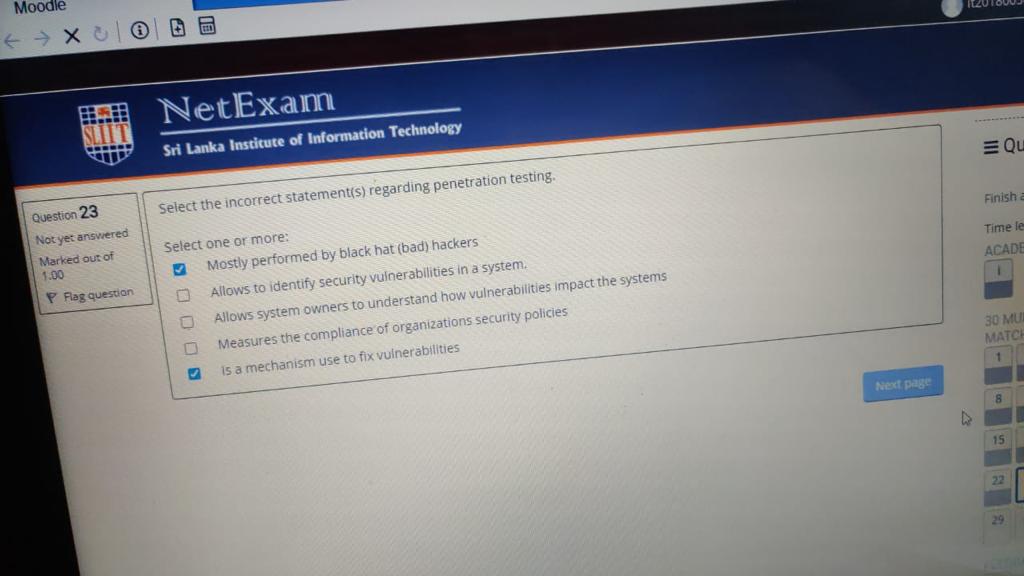 Moodle
NetExam
SLIIT
Sri Lanka Institute of Information Technology
Question 23
Not yet answered
Marked out of
1.00
Flag question
Select the incorrect statement(s) regarding penetration testing.
Select one or more:
Mostly performed by black hat (bad) hackers
Allows to identify security vulnerabilities in a system.
Allows system owners to understand how vulnerabilities impact the systems
Measures the compliance of organizations security policies
Is a mechanism use to fix vulnerabilities
Next page
Qu
Finish a
Time le
ACADE
i
30 MU
MATCH
1
8
15
22
29